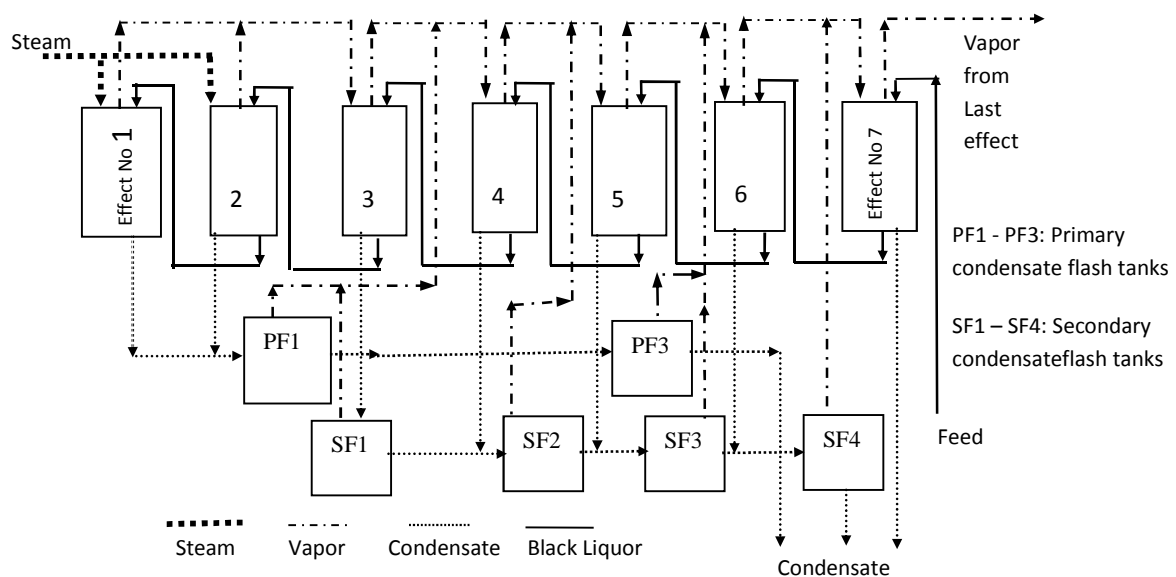 Steam
Vapor
from
Last
effect
Effect No 1
2
3
4
5
6
Effect No 7
PF1 - PF3: Primary
condensate flash tanks
SF1 – SF4: Secondary
condensateflash tanks
PF1
PF3
SF1
SF2
SF3
SF4
Feed
Steam
Vapor
Condensate
Black Liquor
Condensate